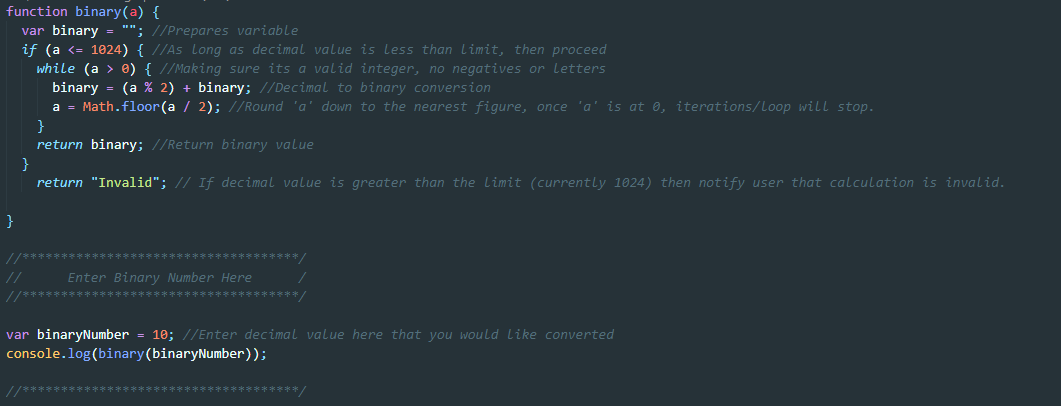 function binary(a) {
var binary = ""; //Prepares variable
if (a <= 1024) { //As long as decimal value is less than limit, then proceed
while (a > 0) { //Making sure its a valid integer, no negatives or letters
binary = (a % 2) + binary; //Decimal to binary conversion
a = Math.floor(a / 2); //Round 'a' down to the nearest figure, once 'a' is at 0, iterations/loop will stop.
}
return binary; //Return binary value
}
return "Invalid"; // If decimal value is greater than the limit (currently 1024) then notify user that calculation is invalid.
}
//************************************/
// Enter Binary Number Here /
//************************************/
var binaryNumber = 10; //Enter decimal value here that you would like converted
console.log(binary(binaryNumber));
//************************************/